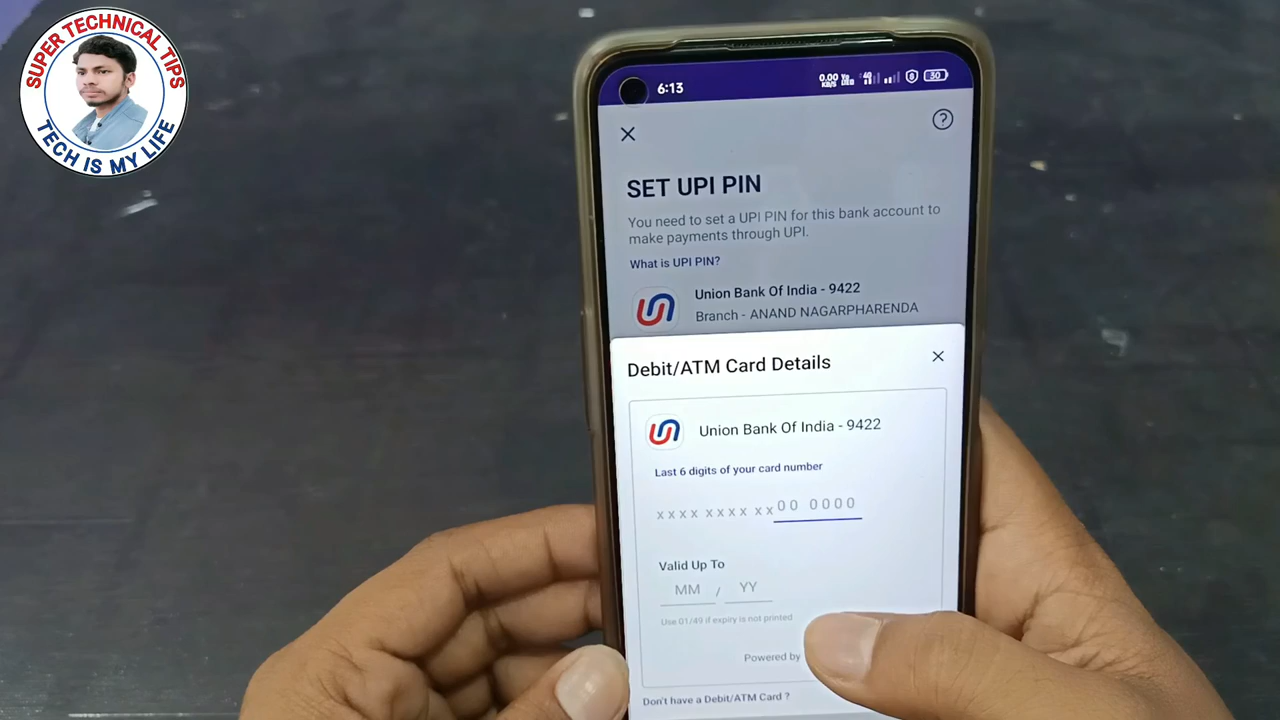 SUPER TECHNICAL TIPS
TECH IS MY LIFE
6:13
0.00 KB/S
30
SET UPI PIN
You need to set a UPI PIN for this bank account to
make payments through UPI.
What is UPI PIN?
Union Bank Of India - 9422
Branch - ANAND NAGARPHARENDA
Debit/ATM Card Details
Union Bank Of India - 9422
Last 6 digits of your card number
xxxx xxxx xx00 0000
Valid Up To
MM / YY
Use 01/49 if expiry is not printed
Powered by
Don't have a Debit/ATM Card ?